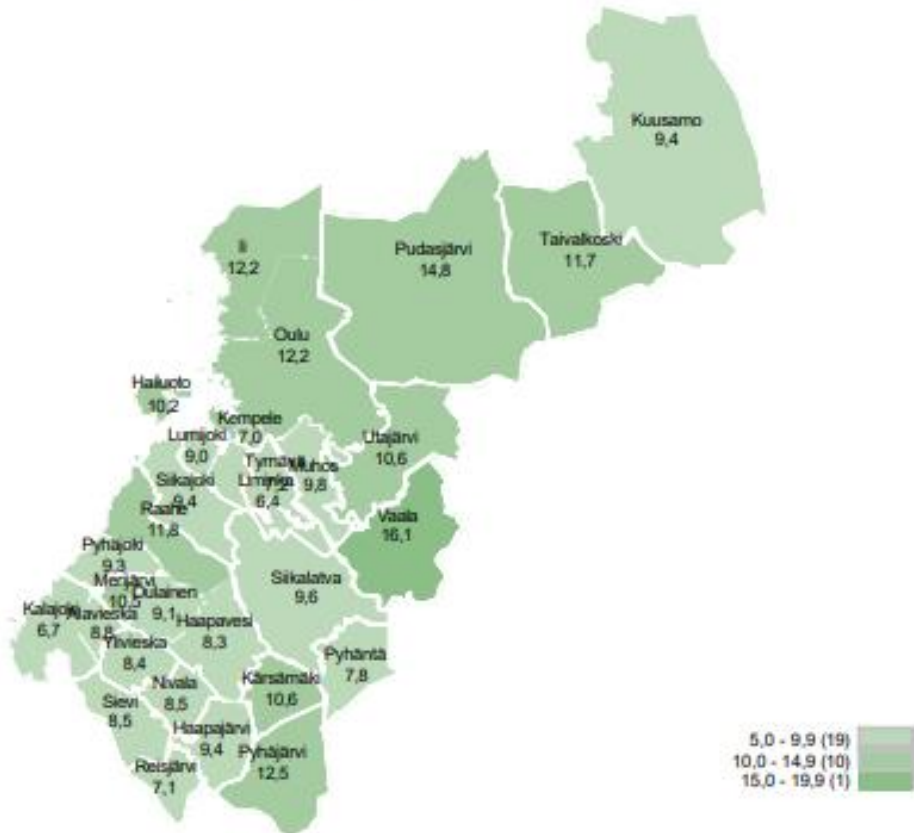 Kuusamo
9,4
Taivalkoski
11,7
Pudasjärvi
14,8
Ii
12,2
Oulu
12,2
Hailuoto
10,2
Kempele
7,0
Lumijoki
9,0
Tyrnävä
7,2
Muhos
9,8
Liminka
6,4
Utajärvi
10,6
Siikajoki
9,4
Raahe
11,8
Vaala
16,1
Pyhäjoki
9,3
Siikalatva
9,6
Merijärvi
10,5
Oulainen
9,1
Kalajoki
6,7
Alavieska
8,8
Haapavesi
8,3
Ylivieska
8,4
Pyhäntä
7,8
Kärsämäki
10,6
Nivala
8,5
Sievi
8,5
Haapajärvi
9,4
Pyhäjärvi
12,5
Reisjärvi
7,1
5,0 - 9,9 (19)
10,0 - 14,9 (10)
15,0 - 19,9 (1)